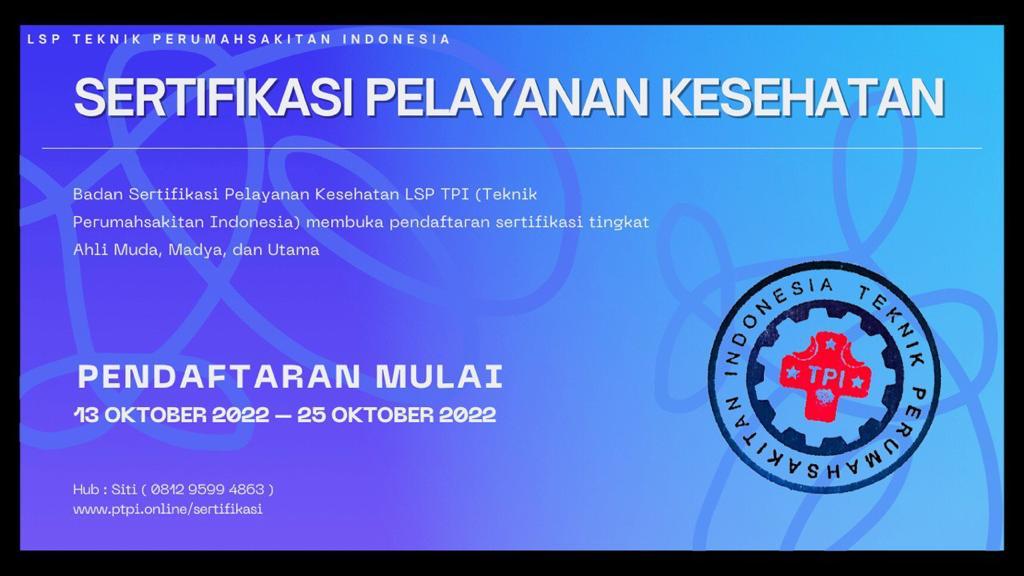 LSP TEKNIK PERUMAHSAKITAN INDONESIA
SERTIFIKASI PELAYANAN KESEHATAN
Badan Sertifikasi Pelayanan Kesehatan LSP TPI (Teknik
Perumahsakitan Indonesia) membuka pendaftaran sertifikasi tingkat
Ahli Muda, Madya, dan Utama
PENDAFTARAN MULAI
13 OKTOBER 2022 – 25 OKTOBER 2022
Hub : Siti ( 0812 9599 4863 )
www.ptpi.online/sertifikasi
TEKNIK PERUMAHSAKITAN INDONESIA
TPI